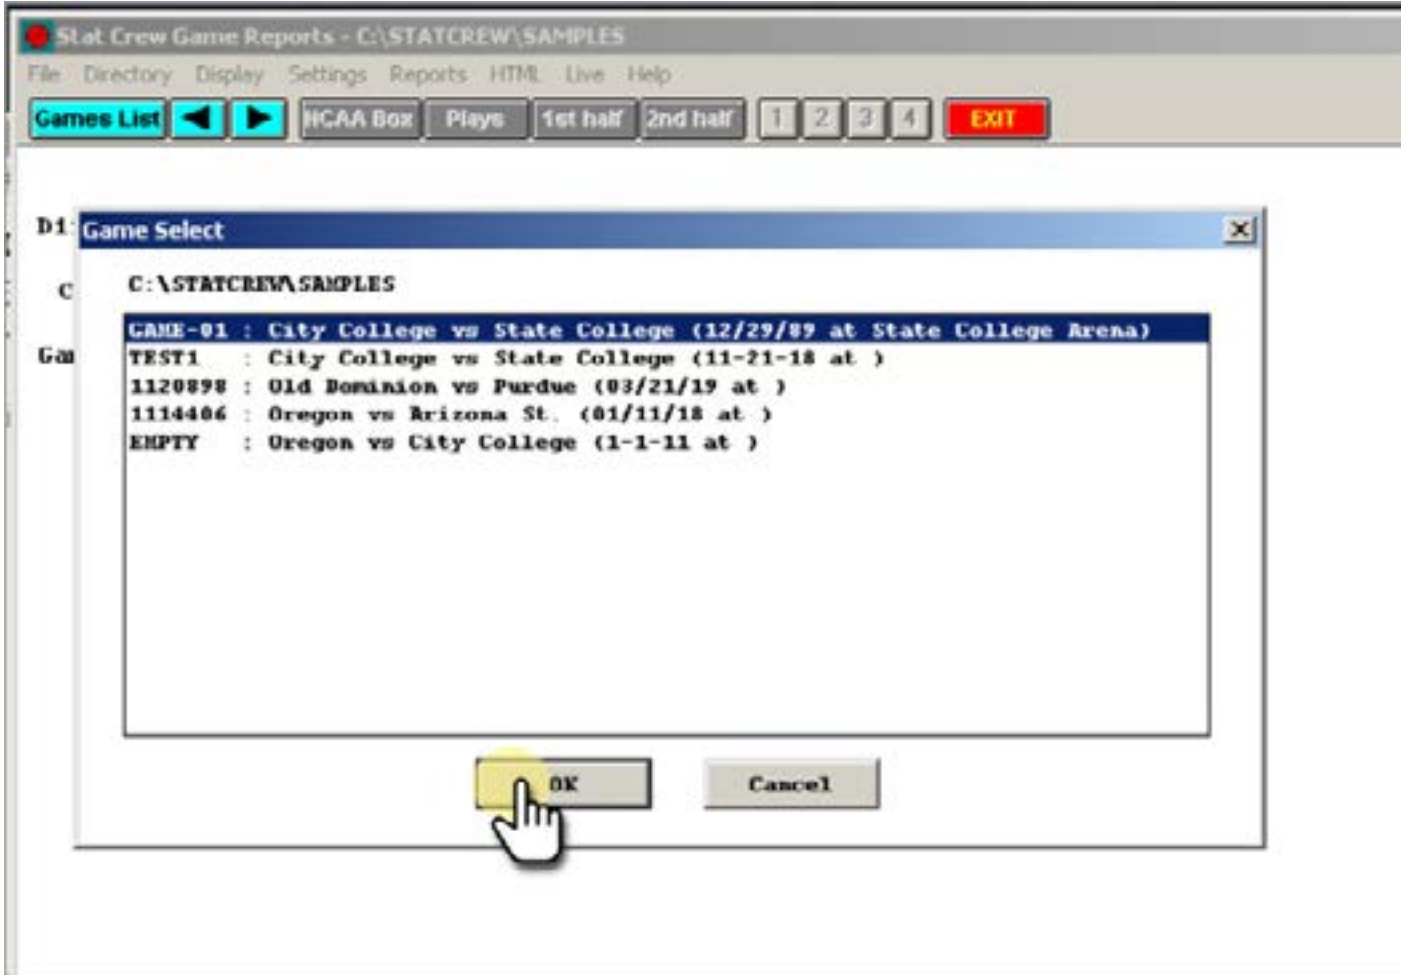 Stat Crew Game Reports - C:\STATCREW\SAMPLES
File Directory Display Settings Reports HTML Live Help
Games List NCAA Box Plays 1st half 2nd half 1 2 3 4 EXIT
Game Select
C:\STATCREW\SAMPLES
GAME-01 : City College vs State College (12/29/89 at State College Arena)
TEST1 : City College vs State College (11-21-18 at )
1120898 : Old Dominion vs Purdue (03/21/19 at )
1114406 : Oregon vs Arizona St. (01/11/18 at )
EMPTY : Oregon vs City College (1-1-11 at )
OK Cancel